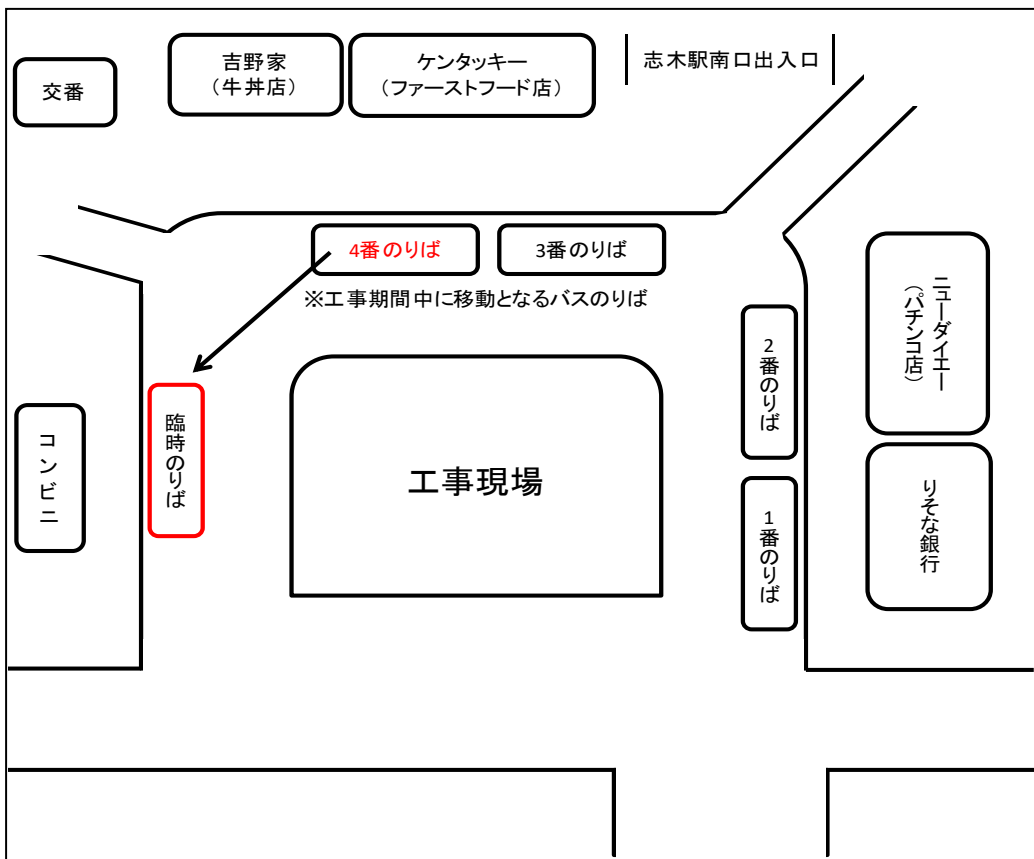 交番
吉野家
（牛丼店）
ケンタッキー
（ファーストフード店）
志木駅南口出入口
4番のりば
3番のりば
※工事期間中に移動となるバスのりば
ニューダイエー
（パチンコ店）
2番のりば
臨時のりば
コンビニ
工事現場
りそな銀行
1番のりば